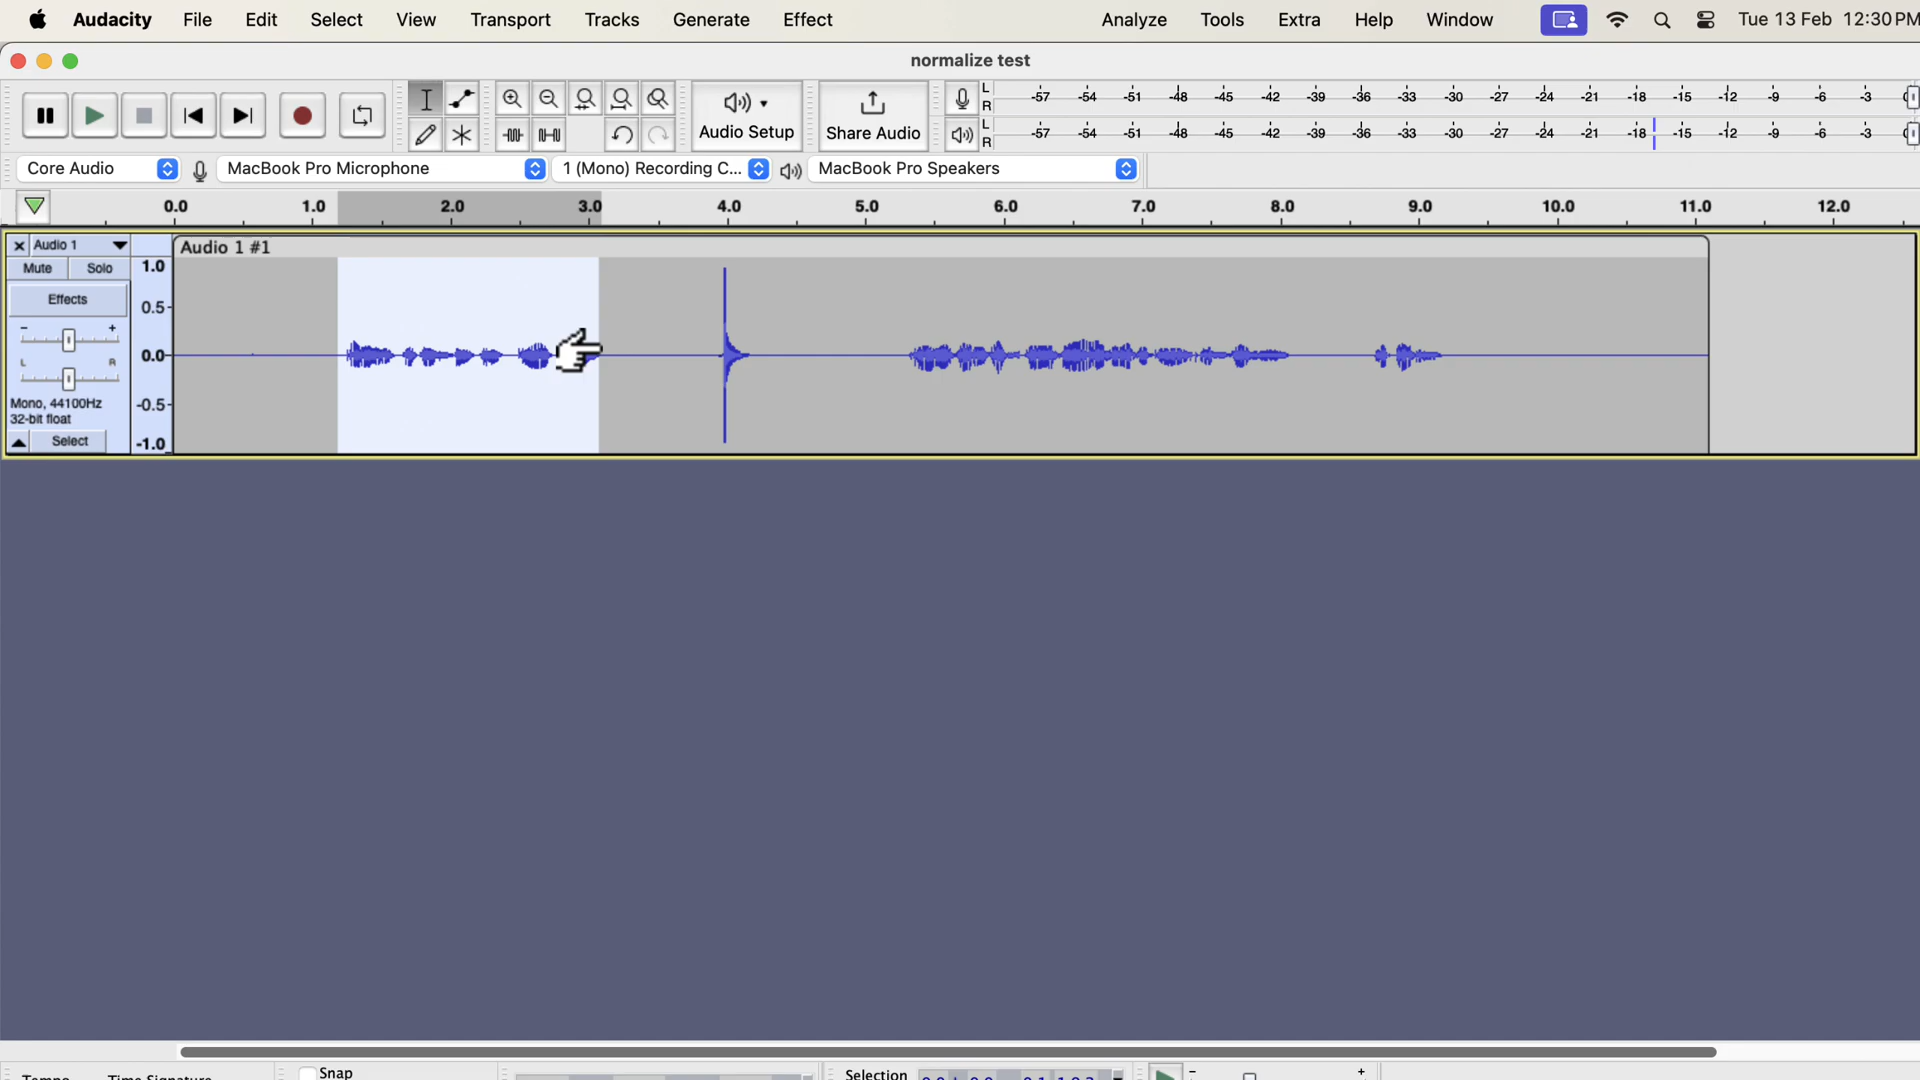 Audacity File Edit Select View Transport Tracks Generate Effect Analyze Tools Extra Help Window Tue 13 Feb 12:30 PM
normalize test
Audio Setup
Share Audio
L -57 -54 -51 -48 -45 -42 -39 -36 -33 -30 -27 -24 -21 -18 -15 -12 -9 -6 -3 0
R
L -57 -54 -51 -48 -45 -42 -39 -36 -33 -30 -27 -24 -21 -18 -15 -12 -9 -6 -3 0
R
Core Audio MacBook Pro Microphone 1 (Mono) Recording C... MacBook Pro Speakers
0.0 1.0 2.0 3.0 4.0 5.0 6.0 7.0 8.0 9.0 10.0 11.0 12.0
Audio 1 Audio 1 #1
Mute Solo 1.0
Effects 0.5
- +
0.0
L R
Mono, 44100Hz -0.5
32-bit float
Select -1.0
Tempo Time Signature Snap Selection - +